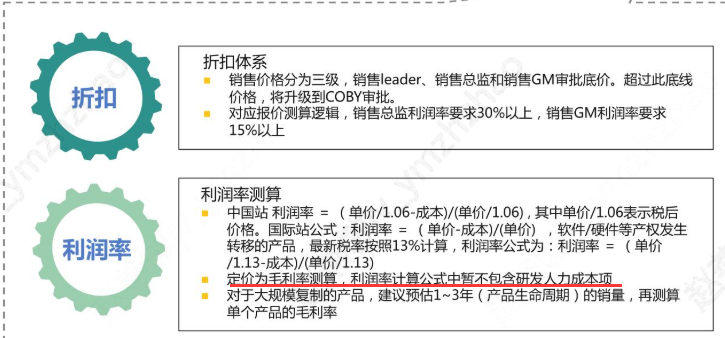 折扣
折扣体系
销售价格分为三级，销售leader、销售总监和销售GM审批底价。超过此底线
价格，将升级到COBY审批。
对应报价测算逻辑，销售总监利润率要求30%以上，销售GM利润率要求
15%以上
利润率
利润率测算
中国站 利润率 = （ 单价/1.06-成本)/(单价/1.06) , 其中单价/1.06表示税后
价格。国际站公式：利润率 = （ 单价-成本)/(单价) ，软件/硬件等产权发生
转移的产品，最新税率按照13%计算，利润率公式为：利润率 = （ 单价
/1.13-成本)/(单价/1.13)
定价为毛利率测算，利润率计算公式中暂不包含研发人力成本项
对于大规模复制的产品，建议预估1~3年（产品生命周期）的销量，再测算
单个产品的毛利率